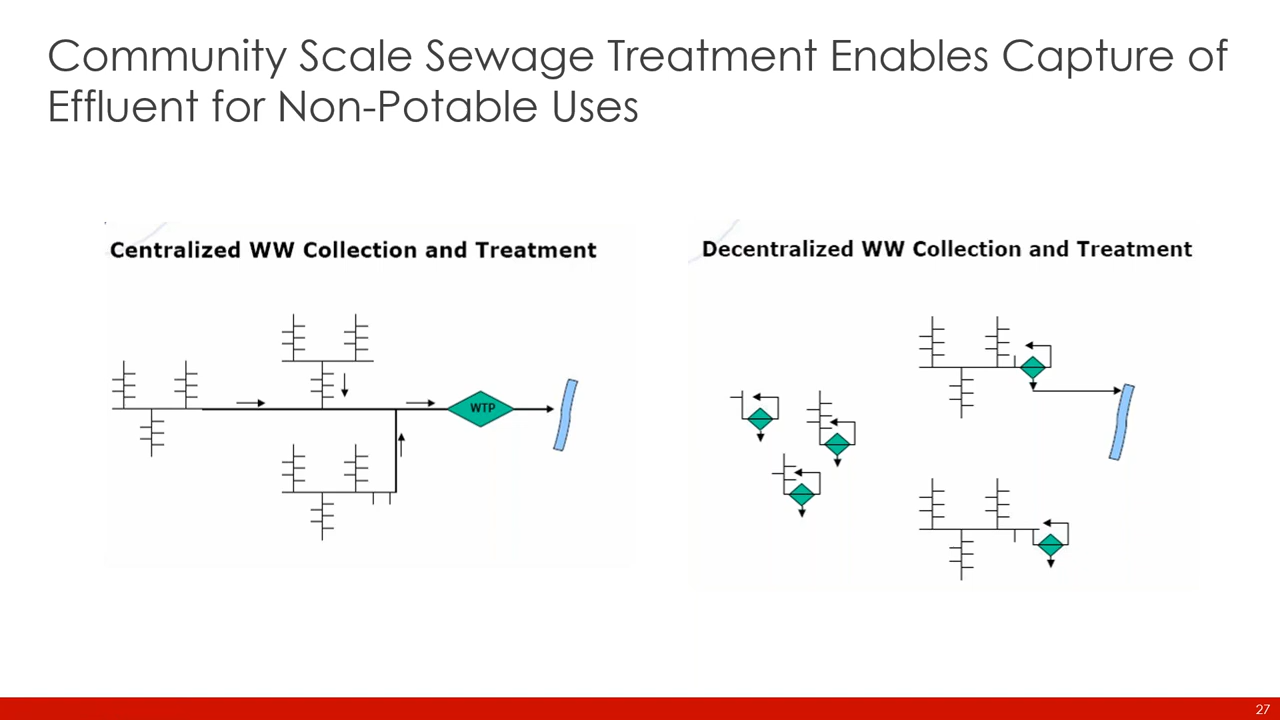 Community Scale Sewage Treatment Enables Capture of
Effluent for Non-Potable Uses
Centralized WW Collection and Treatment
Decentralized WW Collection and Treatment
WTP
27